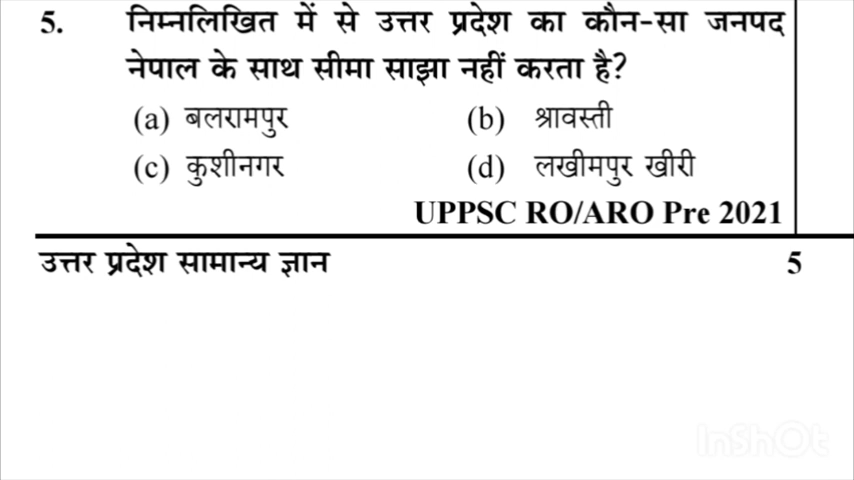 5. निम्नलिखित में से उत्तर प्रदेश का कौन-सा जनपद
नेपाल के साथ सीमा साझा नहीं करता है?
(a) बलरामपुर (b) श्रावस्ती
(c) कुशीनगर (d) लखीमपुर खीरी
UPPSC RO/ARO Pre 2021
उत्तर प्रदेश सामान्य ज्ञान 5
InShOt